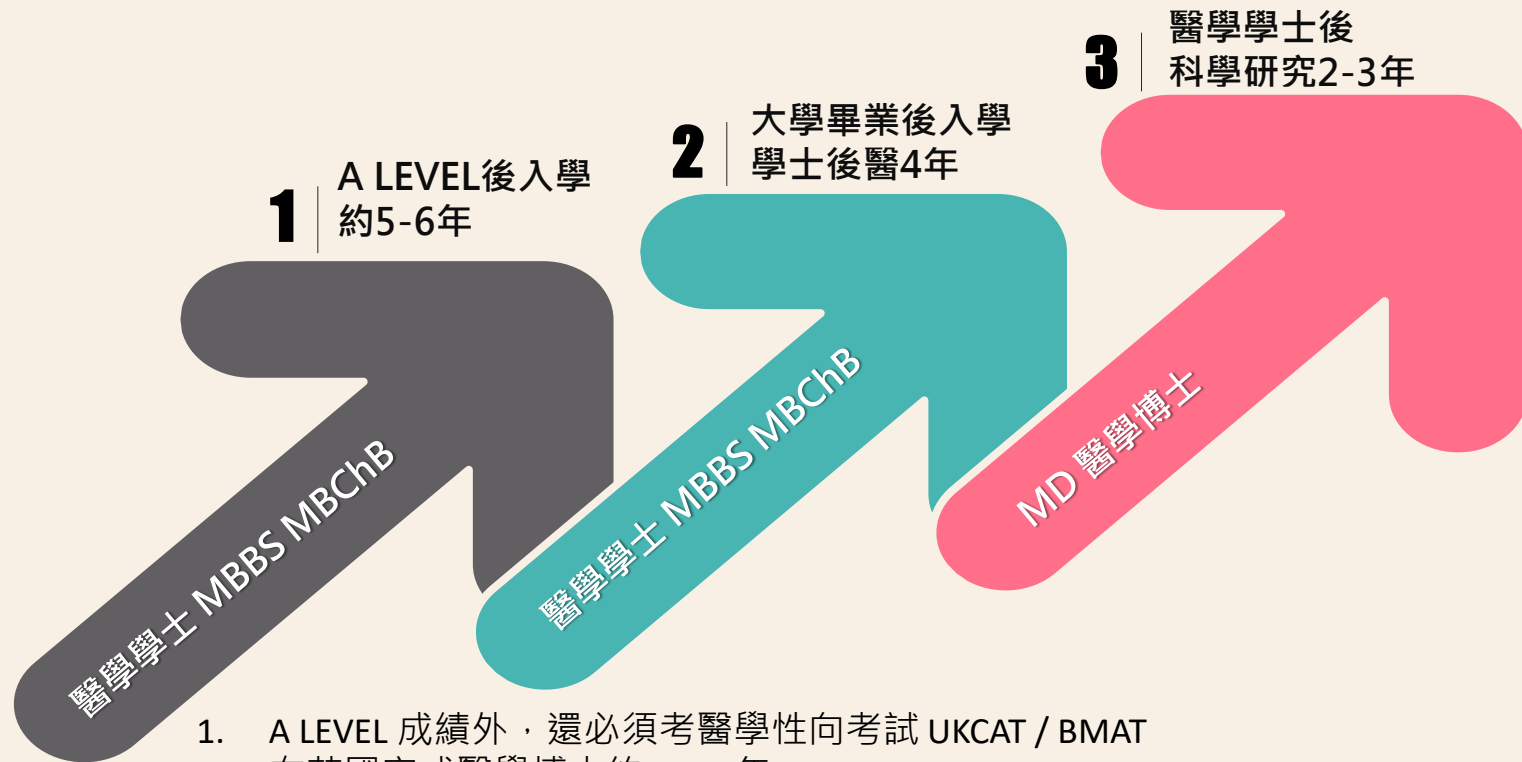 1
A LEVEL後入學
約5-6年
2
大學畢業後入學
學士後醫4年
3
醫學學士後
科學研究2-3年
醫學學士 MBBS MBChB
醫學學士 MBBS MBChB
MD 醫學博士
1. A LEVEL 成績外，還必須考醫學性向考試 UKCAT / BMAT